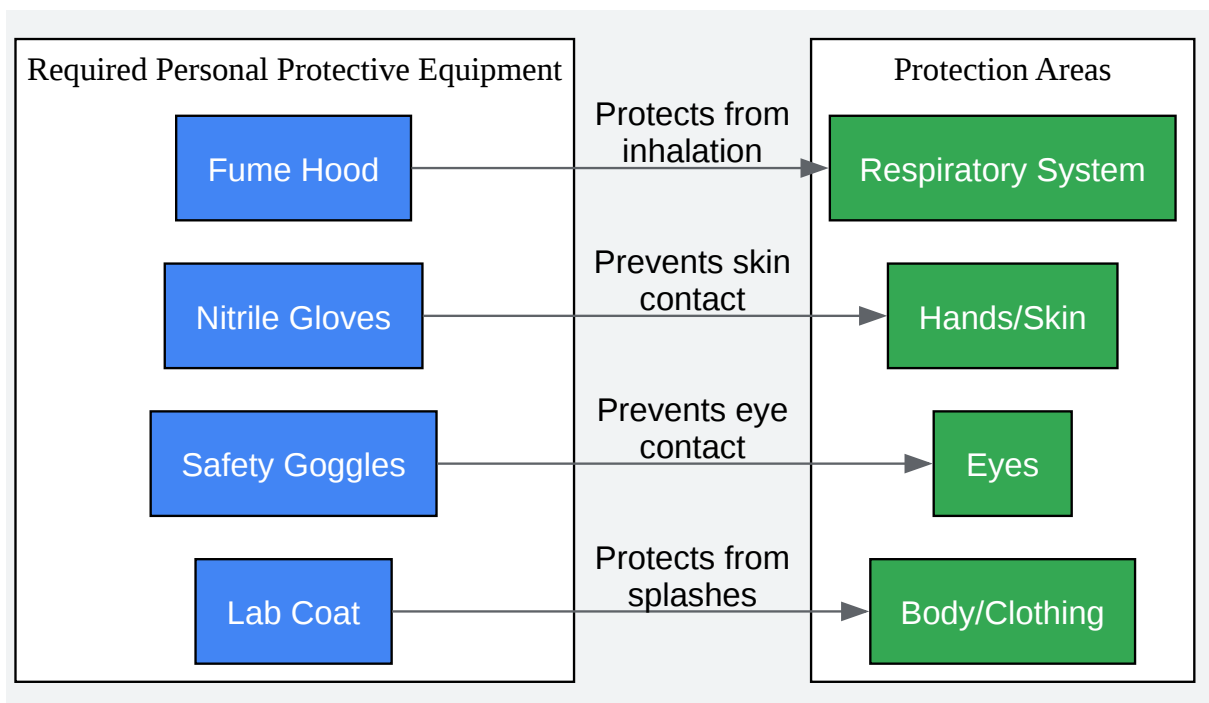 Required Personal Protective Equipment
Protection Areas
Fume Hood
Protects from
inhalation
Respiratory System
Nitrile Gloves
Prevents skin
contact
Hands/Skin
Safety Goggles
Prevents eye
contact
Eyes
Lab Coat
Protects from
splashes
Body/Clothing